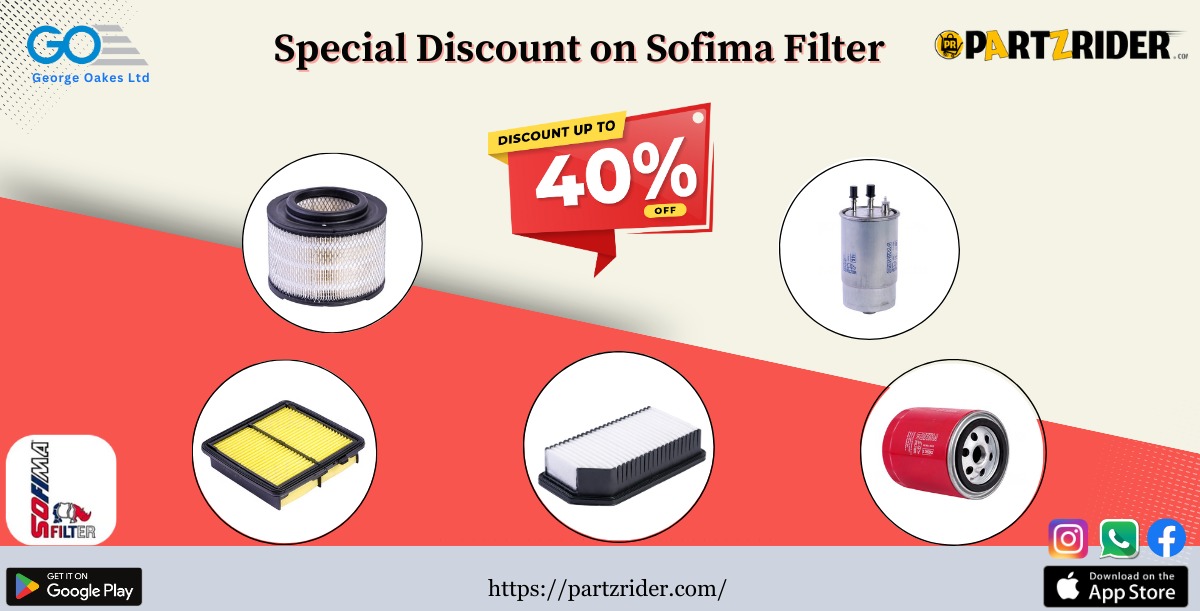 GO
George Oakes Ltd
Special Discount on Sofima Filter
PR PARTZRIDER
DISCOUNT UP TO
40%
OFF
SOFIMA
FILTER
GET IT ON
Google Play
https://partzrider.com/
Download on the
App Store